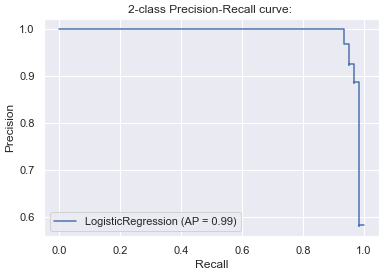 2-class Precision-Recall curve:
1.0
0.9
0.8
0.7
0.6
Precision
LogisticRegression (AP = 0.99)
0.0 0.2 0.4 0.6 0.8 1.0
Recall